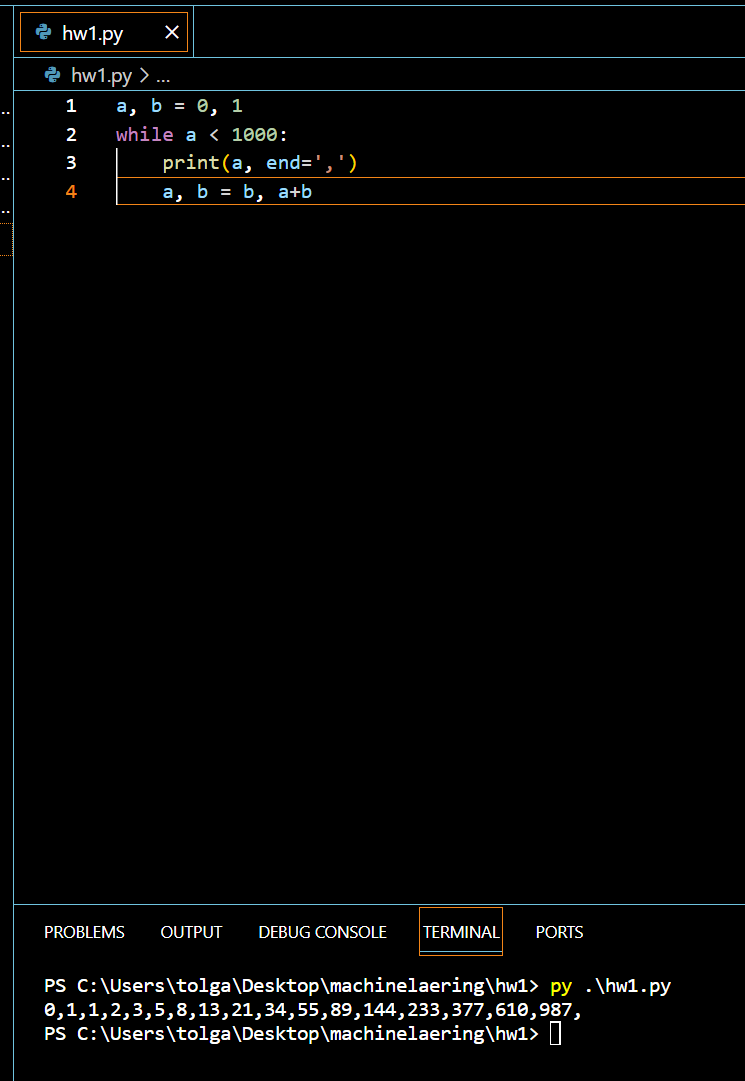 hw1.py
hw1.py > ...
1 a, b = 0, 1
2 while a < 1000:
3     print(a, end=',')
4     a, b = b, a+b
PROBLEMS OUTPUT DEBUG CONSOLE TERMINAL PORTS
PS C:\Users\tolga\Desktop\machinelaering\hw1> py .\hw1.py
0,1,1,2,3,5,8,13,21,34,55,89,144,233,377,610,987,
PS C:\Users\tolga\Desktop\machinelaering\hw1>